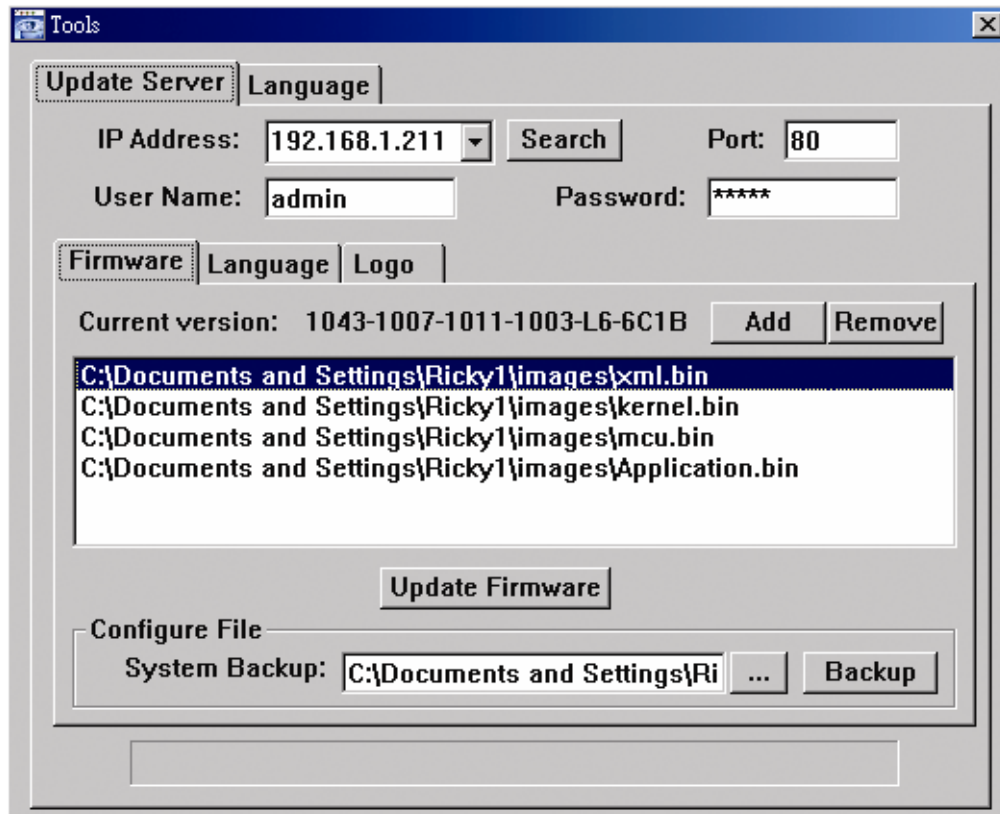 Tools
Update Server Language
IP Address: 192.168.1.211 Search Port: 80
User Name: admin Password: *****
Firmware Language Logo
Current version: 1043-1007-1011-1003-L6-6C1B Add Remove
C:\Documents and Settings\Ricky1\images\xml.bin
C:\Documents and Settings\Ricky1\images\kernel.bin
C:\Documents and Settings\Ricky1\images\mcu.bin
C:\Documents and Settings\Ricky1\images\Application.bin
Update Firmware
Configure File
System Backup: C:\Documents and Settings\Ri ... Backup